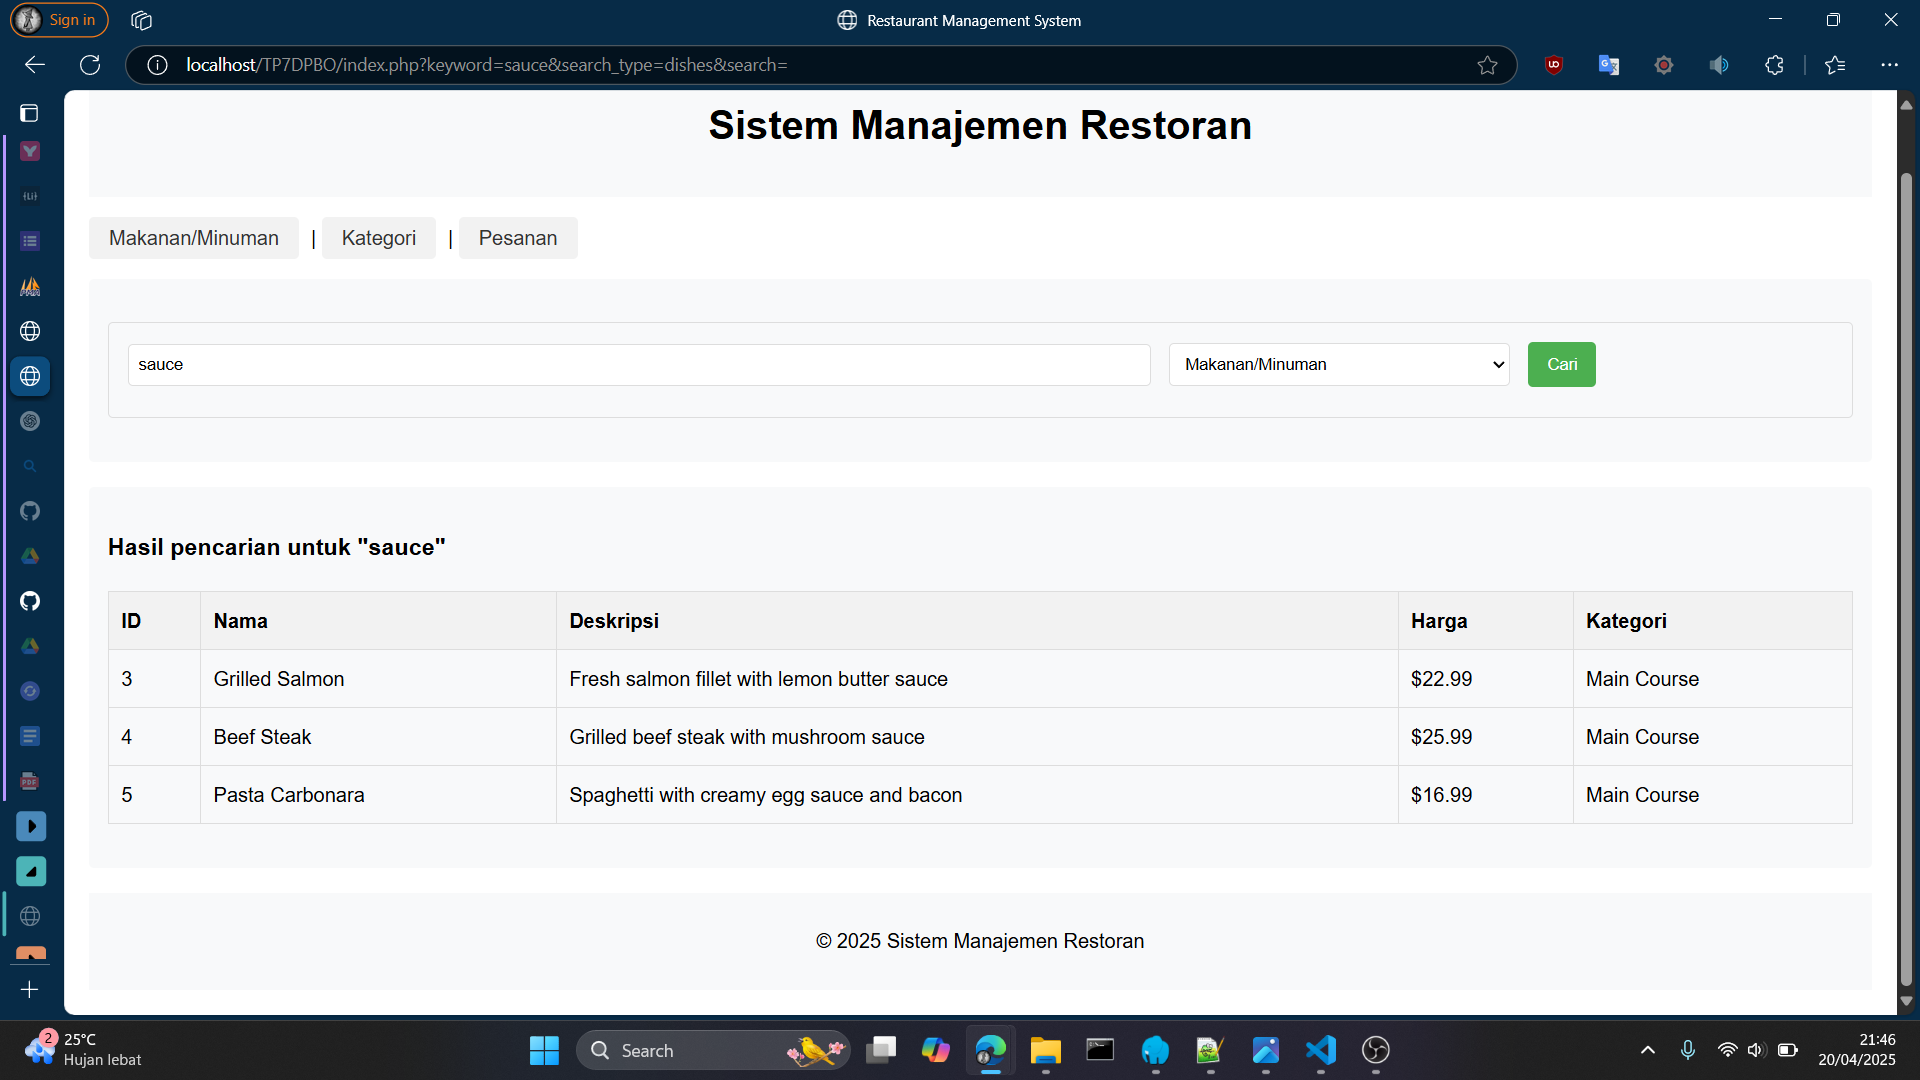 Sign in
Restaurant Management System
localhost/TP7DPBO/index.php?keyword=sauce&search_type=dishes&search=
Sistem Manajemen Restoran
Makanan/Minuman | Kategori | Pesanan
sauce Makanan/Minuman Cari
Hasil pencarian untuk "sauce"
ID Nama Deskripsi Harga Kategori
3 Grilled Salmon Fresh salmon fillet with lemon butter sauce $22.99 Main Course
4 Beef Steak Grilled beef steak with mushroom sauce $25.99 Main Course
5 Pasta Carbonara Spaghetti with creamy egg sauce and bacon $16.99 Main Course
© 2025 Sistem Manajemen Restoran
2
25°C
Hujan lebat
Search
21:46
20/04/2025